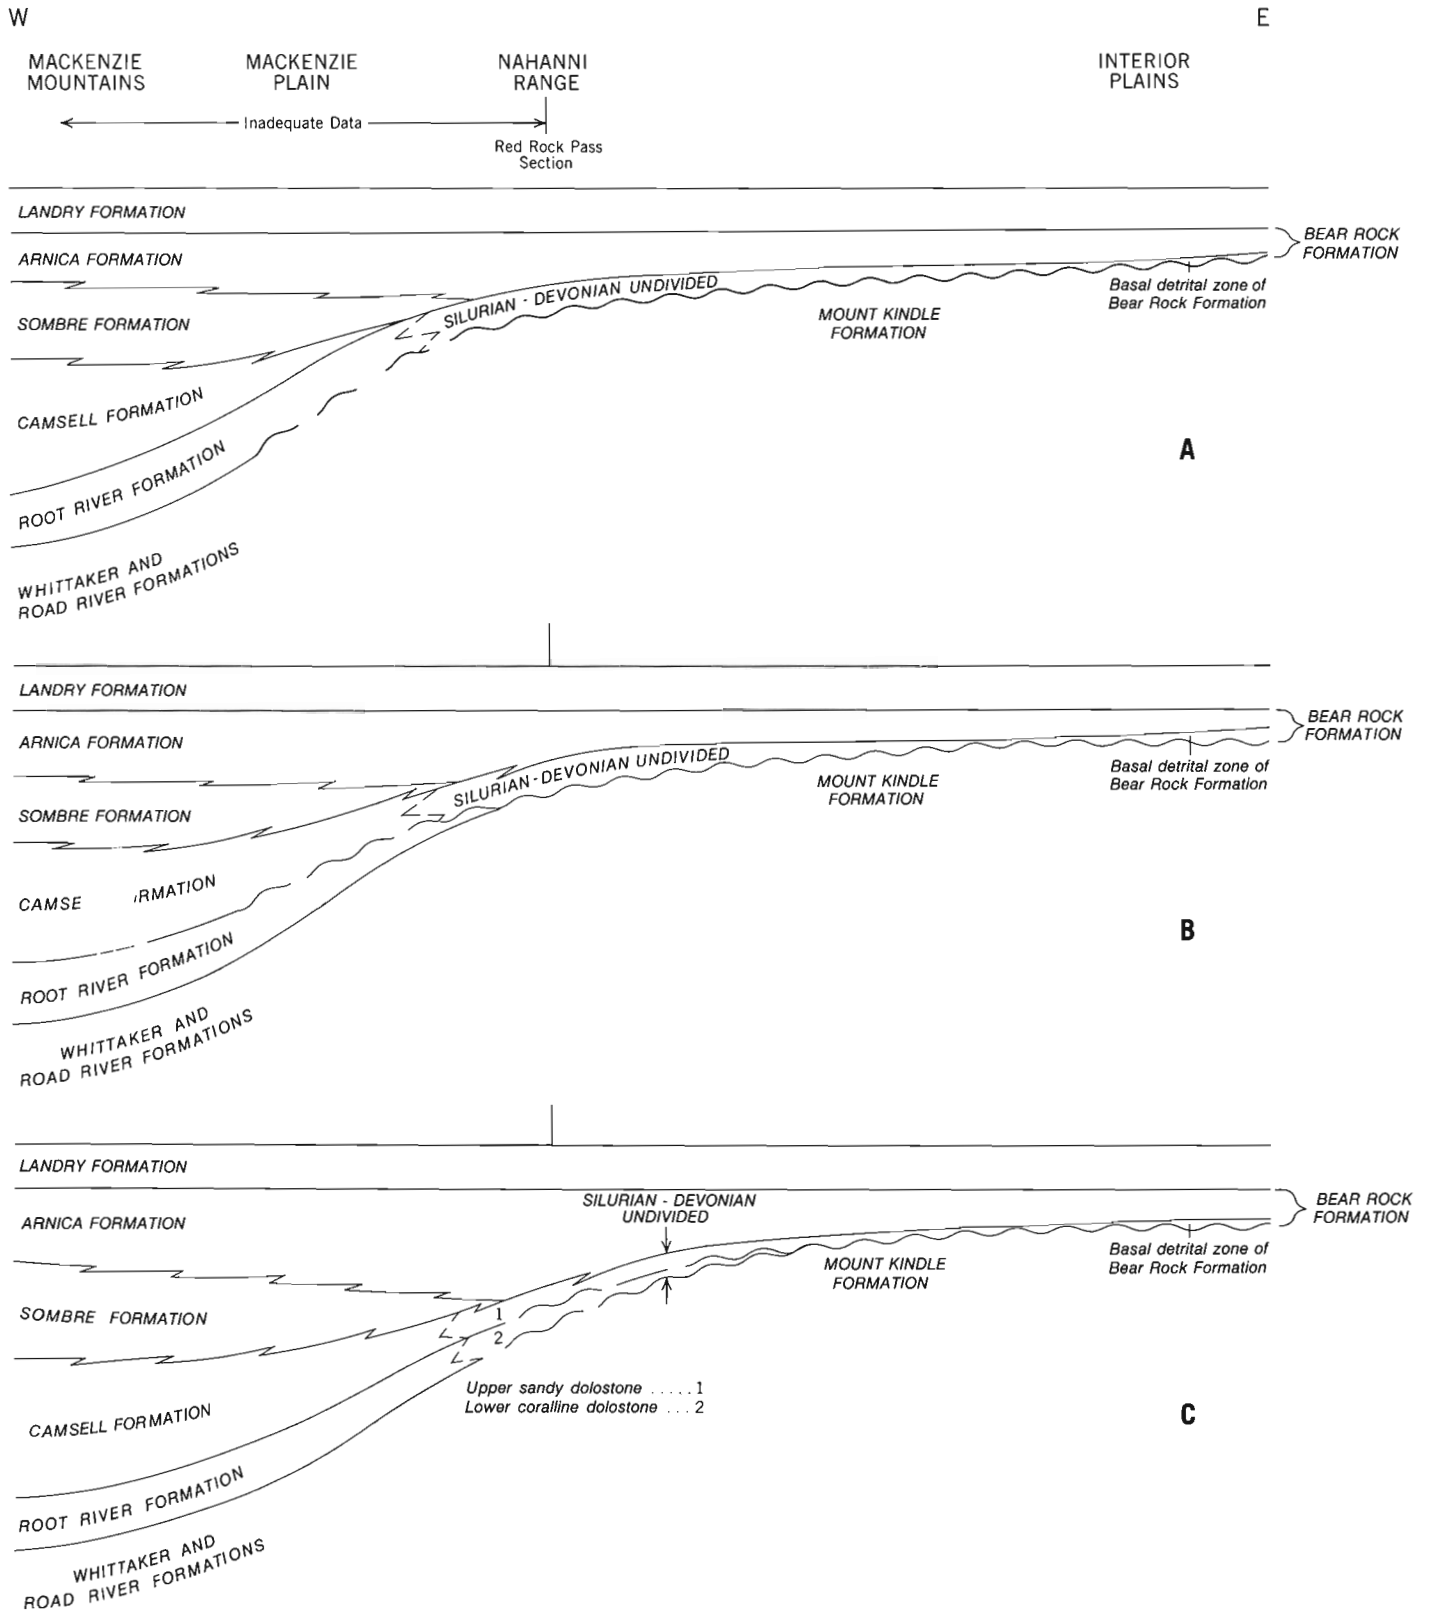 W
E
MACKENZIE
MOUNTAINS
MACKENZIE
PLAIN
NAHANNI
RANGE
INTERIOR
PLAINS
Inadequate Data
Red Rock Pass
Section
LANDRY FORMATION
BEAR ROCK
FORMATION
ARNICA FORMATION
SILURIAN - DEVONIAN UNDIVIDED
Basal detrital zone of
Bear Rock Formation
SOMBRE FORMATION
MOUNT KINDLE
FORMATION
CAMSELL FORMATION
A
ROOT RIVER FORMATION
WHITTAKER AND
ROAD RIVER FORMATIONS
LANDRY FORMATION
BEAR ROCK
FORMATION
ARNICA FORMATION
SILURIAN - DEVONIAN UNDIVIDED
Basal detrital zone of
Bear Rock Formation
SOMBRE FORMATION
MOUNT KINDLE
FORMATION
CAMSE RMATION
B
ROOT RIVER FORMATION
WHITTAKER AND
ROAD RIVER FORMATIONS
LANDRY FORMATION
SILURIAN - DEVONIAN
UNDIVIDED
BEAR ROCK
FORMATION
ARNICA FORMATION
Basal detrital zone of
Bear Rock Formation
MOUNT KINDLE
FORMATION
SOMBRE FORMATION
1
2
Upper sandy dolostone ..... 1
Lower coralline dolostone ... 2
CAMSELL FORMATION
C
ROOT RIVER FORMATION
WHITTAKER AND
ROAD RIVER FORMATIONS